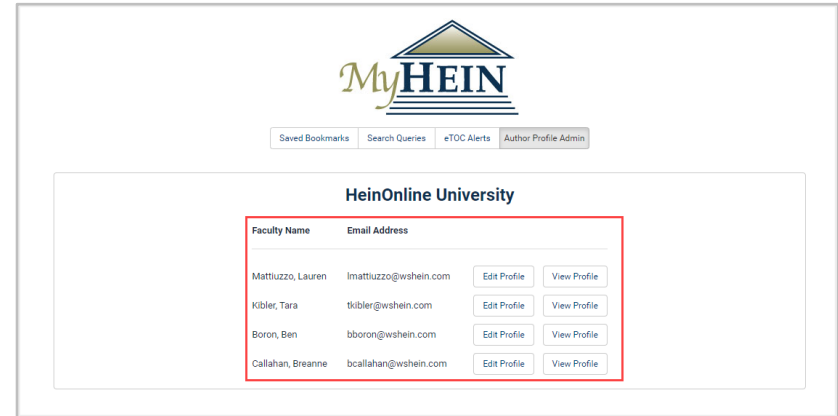 MyHEIN
Saved Bookmarks Search Queries eTOC Alerts Author Profile Admin
HeinOnline University
Faculty Name Email Address
Mattiuzzo, Lauren lmattiuzzo@wshein.com Edit Profile View Profile
Kibler, Tara tkibler@wshein.com Edit Profile View Profile
Boron, Ben bboron@wshein.com Edit Profile View Profile
Callahan, Breanne bcallahan@wshein.com Edit Profile View Profile